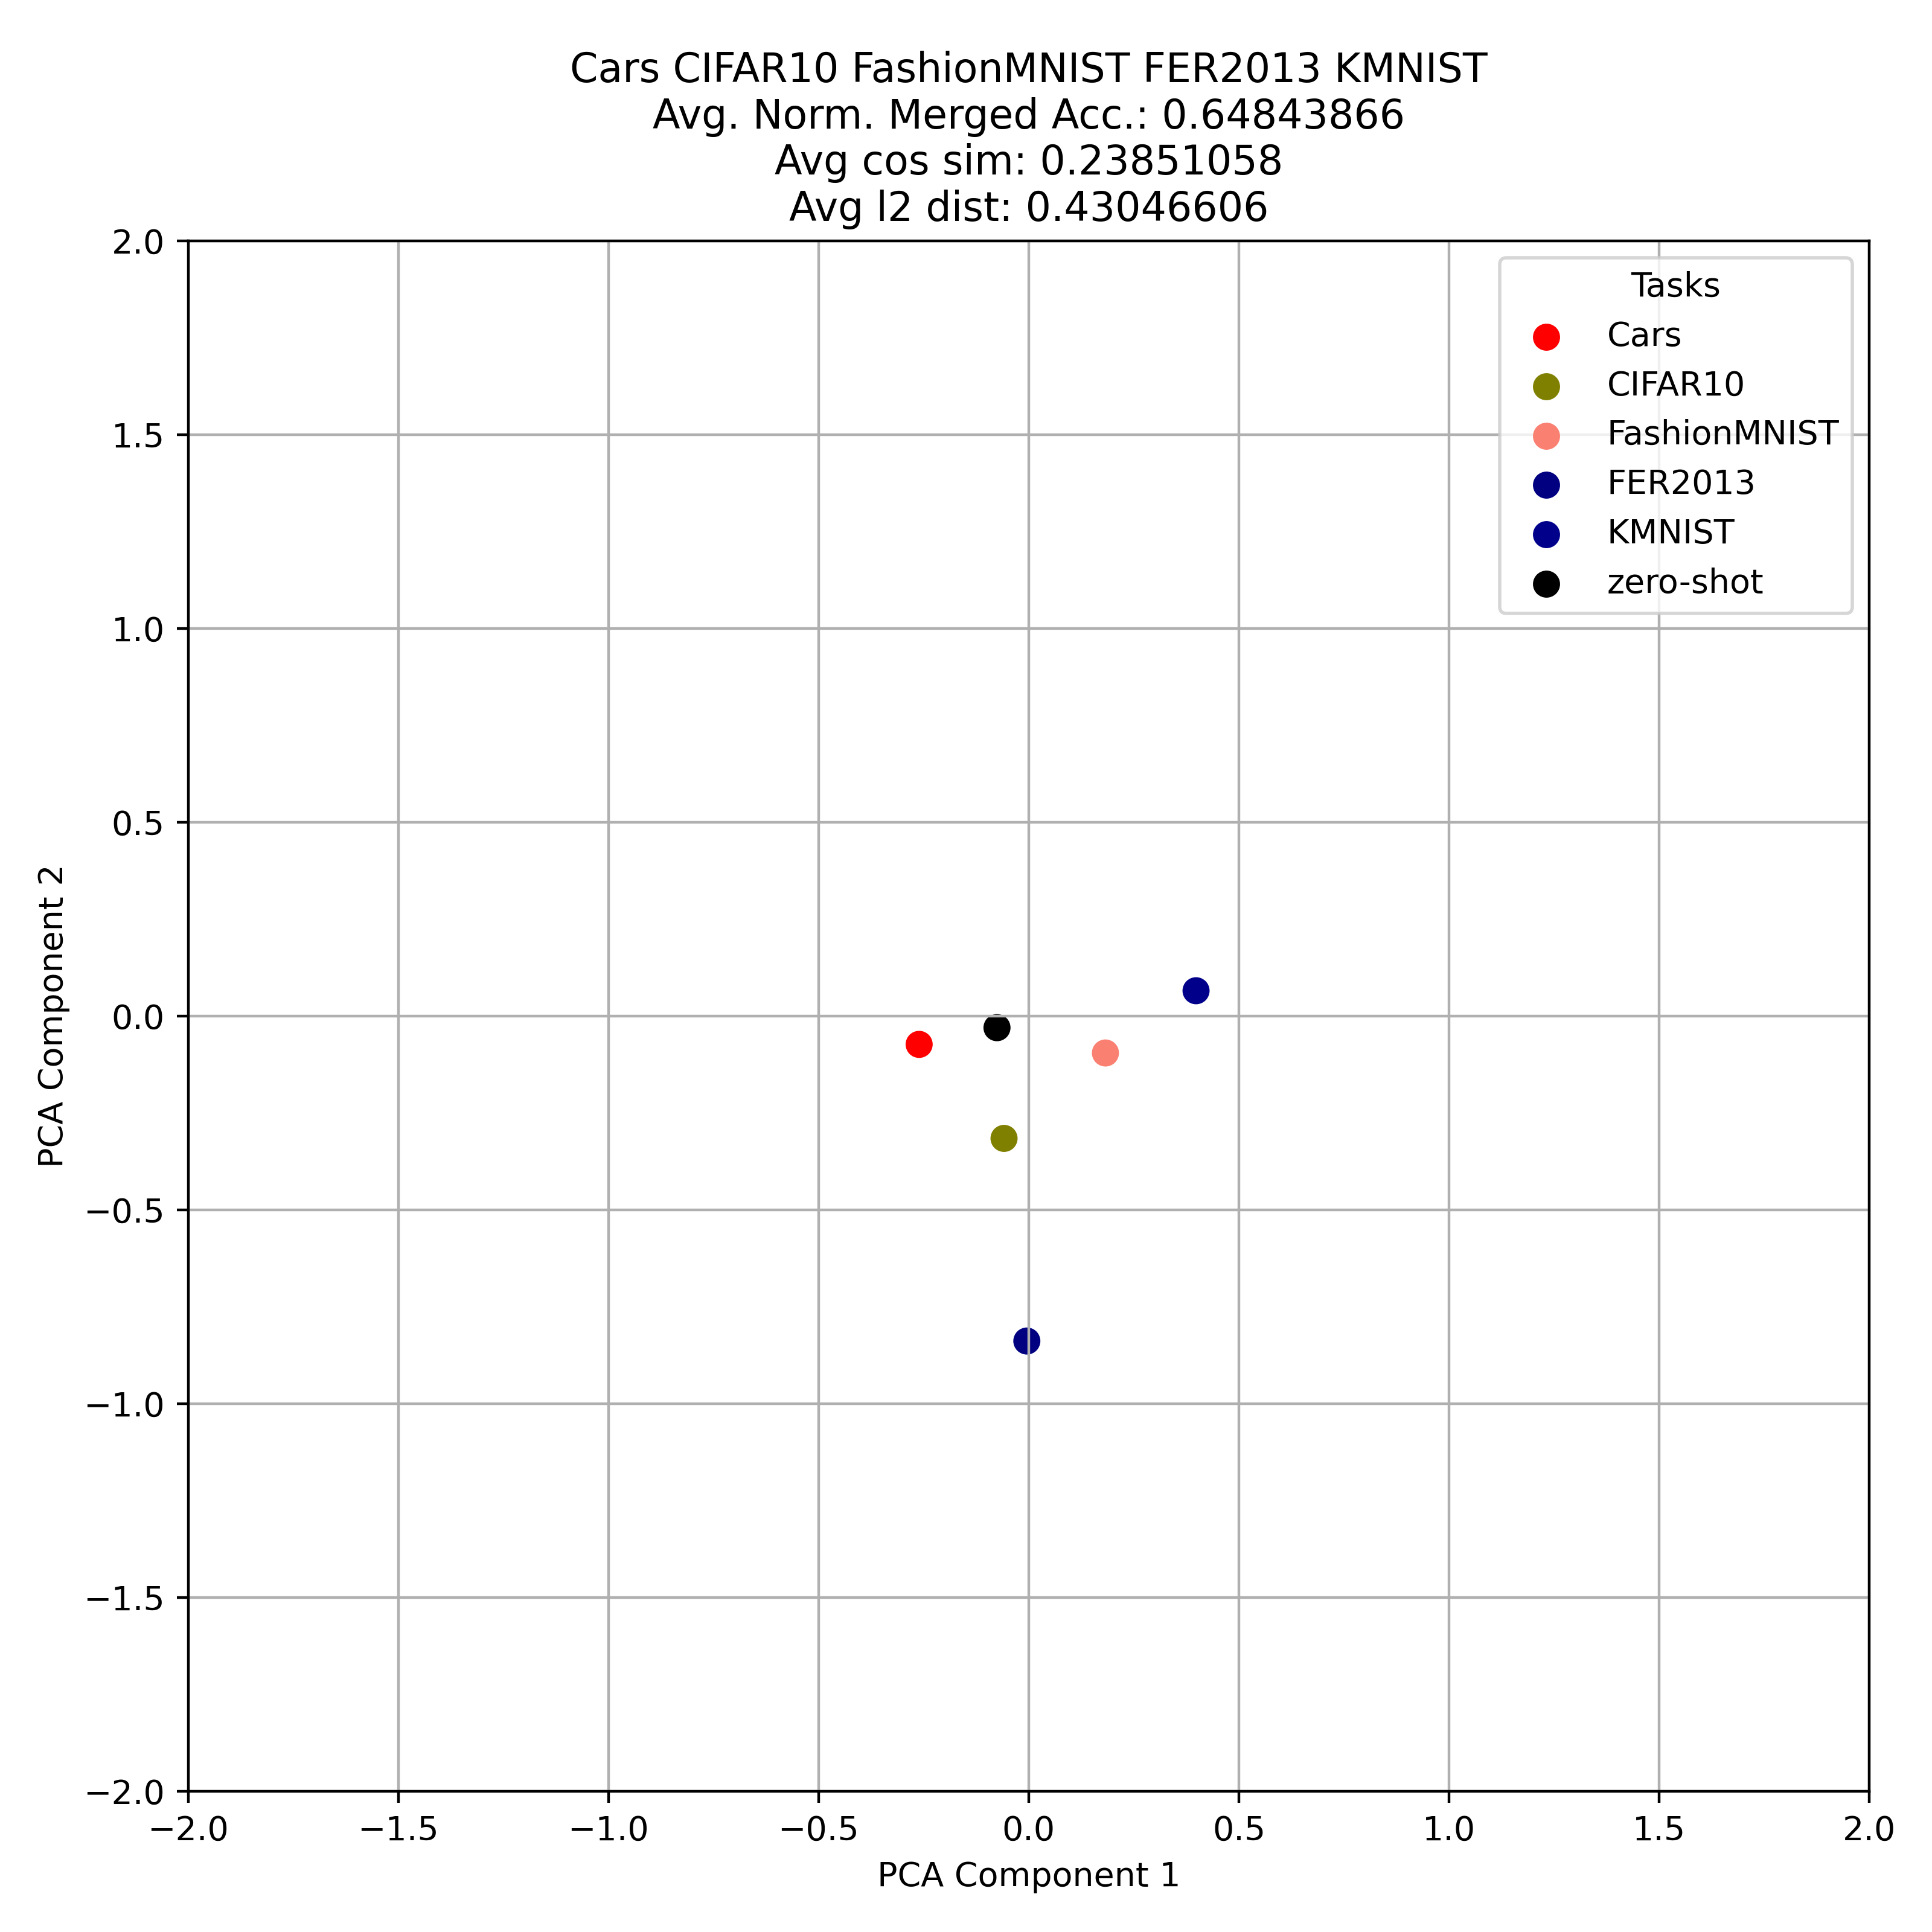 Cars CIFAR10 FashionMNIST FER2013 KMNIST
Avg. Norm. Merged Acc.: 0.64843866
Avg cos sim: 0.23851058
Avg l2 dist: 0.43046606
2.0
1.5
1.0
0.5
0.0
−0.5
−1.0
−1.5
−2.0
PCA Component 2
Tasks
Cars
CIFAR10
FashionMNIST
FER2013
KMNIST
zero-shot
−2.0 −1.5 −1.0 −0.5 0.0 0.5 1.0 1.5 2.0
PCA Component 1